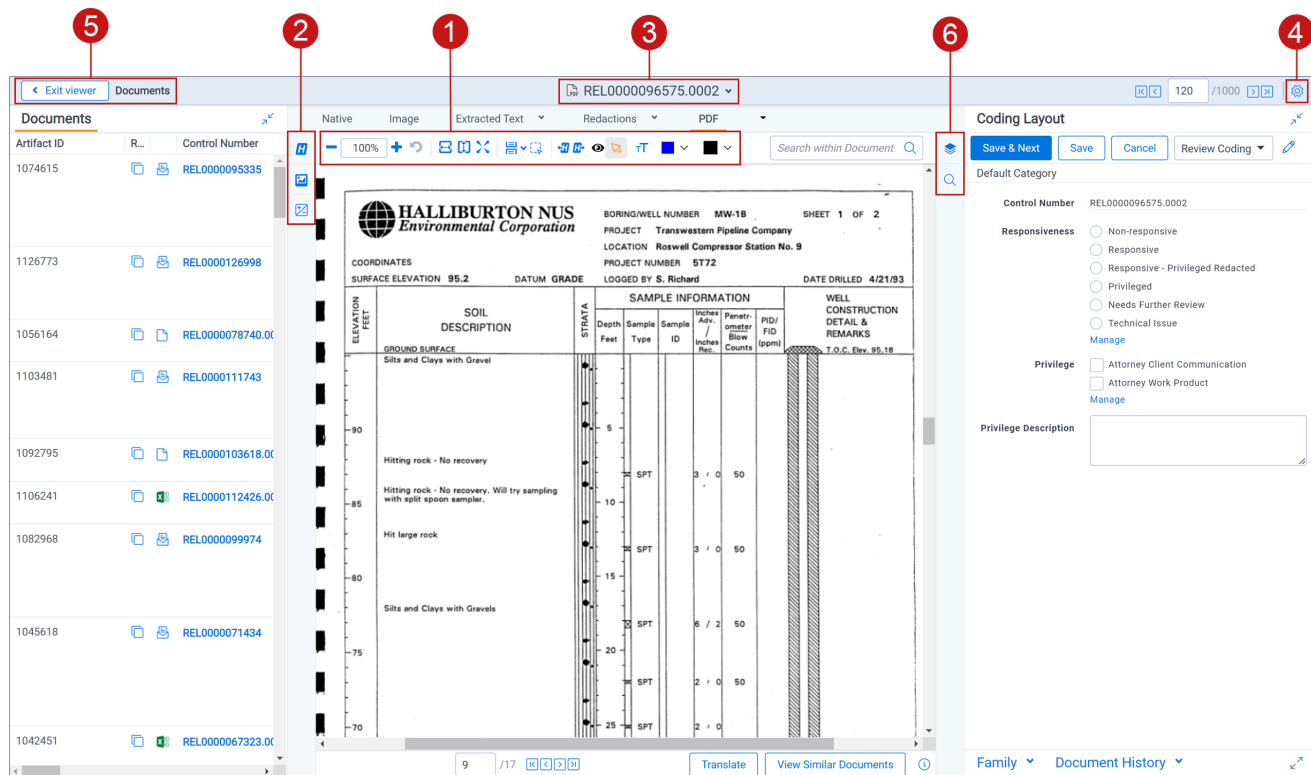 5
2
1
3
6
4
Exit viewer Documents
REL0000096575.0002
120 /1000
Documents
Artifact ID R... Control Number
1074615 REL0000095335
1126773 REL0000126998
1056164 REL0000078740.00
1103481 REL0000111743
1092795 REL0000103618.00
1106241 REL0000112426.00
1082968 REL0000099974
1045618 REL0000071434
1042451 REL0000067323.00
Native Image Extracted Text Redactions PDF
100% Search within Document
HALLIBURTON NUS
Environmental Corporation
BORING/WELL NUMBER MW-1B SHEET 1 OF 2
PROJECT Transwestern Pipeline Company
LOCATION Roswell Compressor Station No. 9
COORDINATES PROJECT NUMBER 5T72
SURFACE ELEVATION 95.2 DATUM GRADE LOGGED BY S. Richard DATE DRILLED 4/21/93
ELEVATION
FEET
SOIL
DESCRIPTION
GROUND SURFACE
STRATA
SAMPLE INFORMATION
Depth
Feet
Sample
Type
Sample
ID
Inches
Adv.
/
Inches
Rec.
Penetr-
ometer
Blow
Counts
PID/
FID
(ppm)
WELL
CONSTRUCTION
DETAIL &
REMARKS
T.O.C. Elev. 95.18
Silts and Clays with Gravel
-90 5
Hitting rock - No recovery SPT 3 / 0 50
Hitting rock - No recovery. Will try sampling
with split spoon sampler.
-85 10
Hit large rock SPT 3 / 0 50
-80 15
Silts and Clays with Gravels
SPT 6 / 2 50
-75 20
SPT 2 / 0 50
-70 25 SPT 2 / 0
9 /17 Translate View Similar Documents
Coding Layout
Save & Next Save Cancel Review Coding
Default Category
Control Number REL0000096575.0002
Responsiveness Non-responsive
Responsive
Responsive - Privileged Redacted
Privileged
Needs Further Review
Technical Issue
Manage
Privilege Attorney Client Communication
Attorney Work Product
Manage
Privilege Description
Family Document History